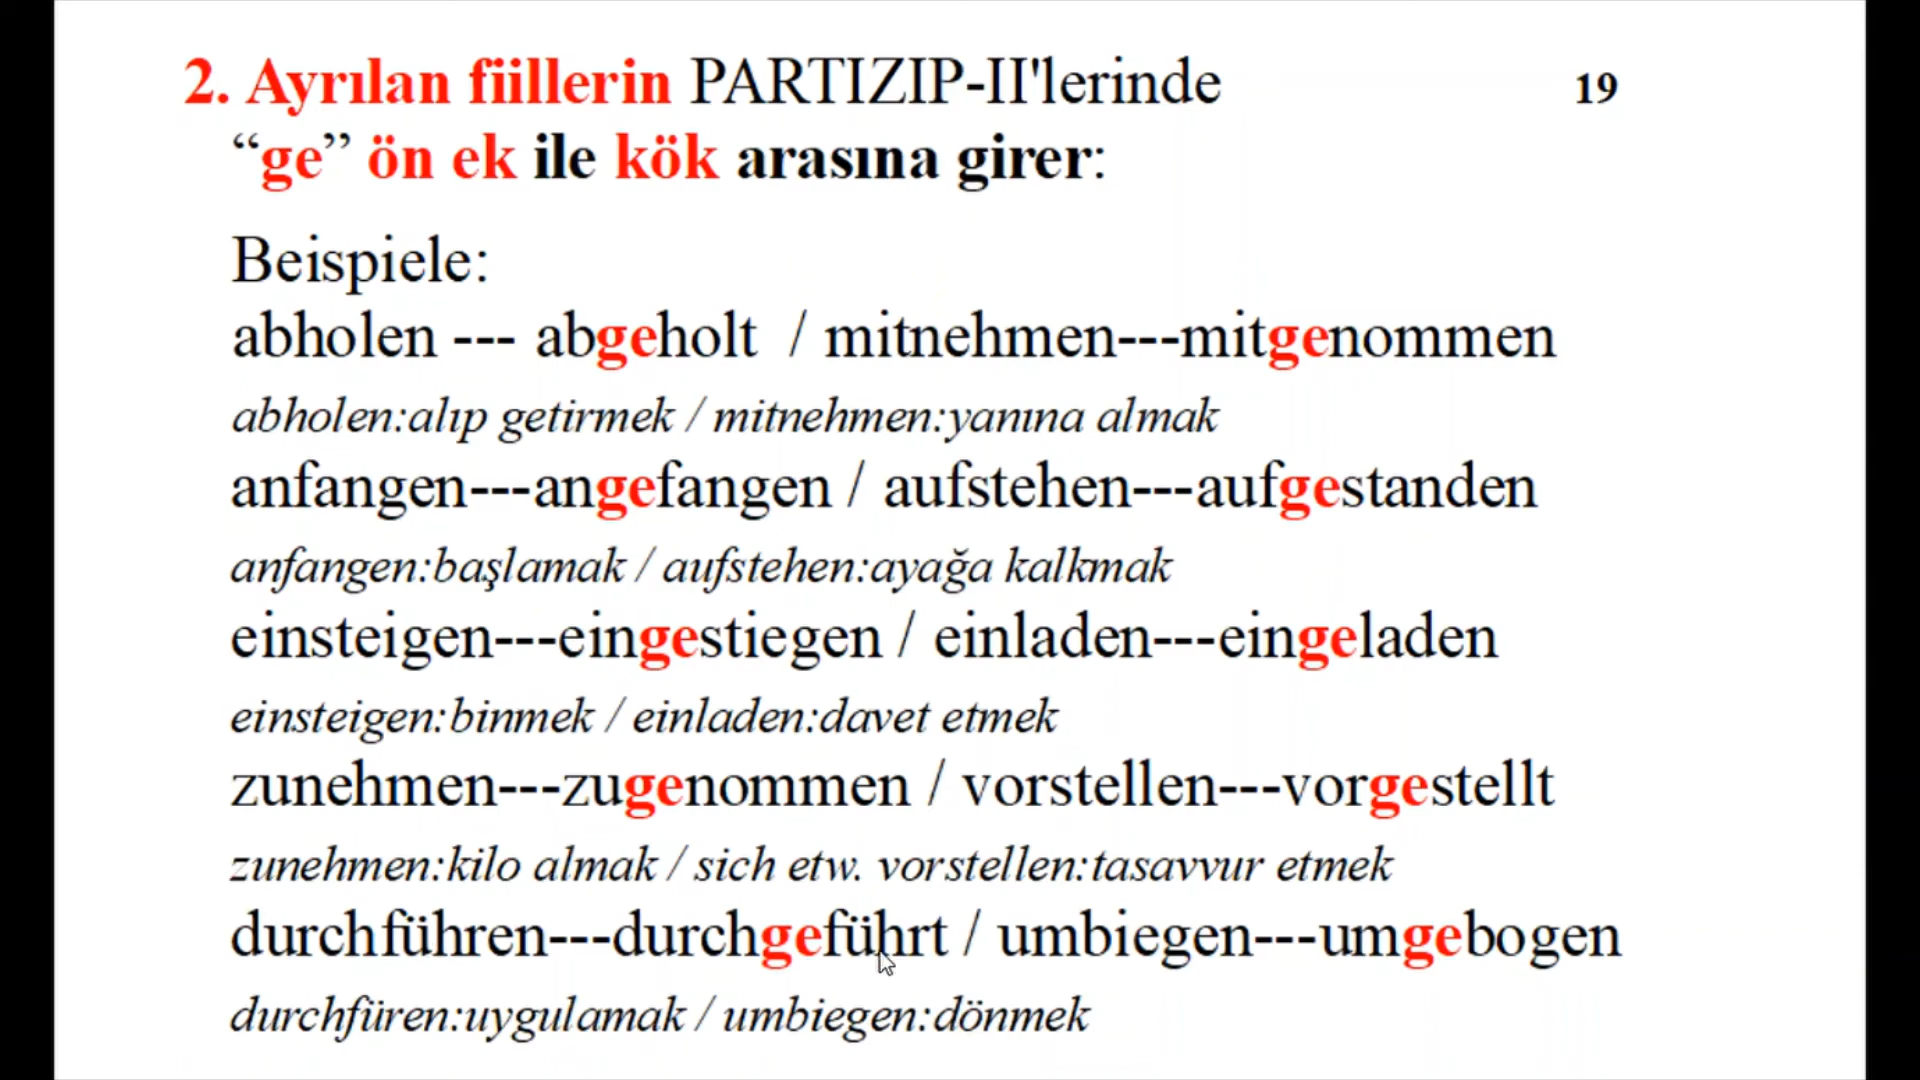 2. Ayrılan fiillerin PARTIZIP-II'lerinde 19
“ge” ön ek ile kök arasına girer:
Beispiele:
abholen --- abgeholt / mitnehmen---mitgenommen
abholen:alıp getirmek / mitnehmen:yanına almak
anfangen---angefangen / aufstehen---aufgestanden
anfangen:başlamak / aufstehen:ayağa kalkmak
einsteigen---eingestiegen / einladen---eingeladen
einsteigen:binmek / einladen:davet etmek
zunehmen---zugenommen / vorstellen---vorgestellt
zunehmen:kilo almak / sich etw. vorstellen:tasavvur etmek
durchführen---durchgeführt / umbiegen---umgebogen
durchfüren:uygulamak / umbiegen:dönmek